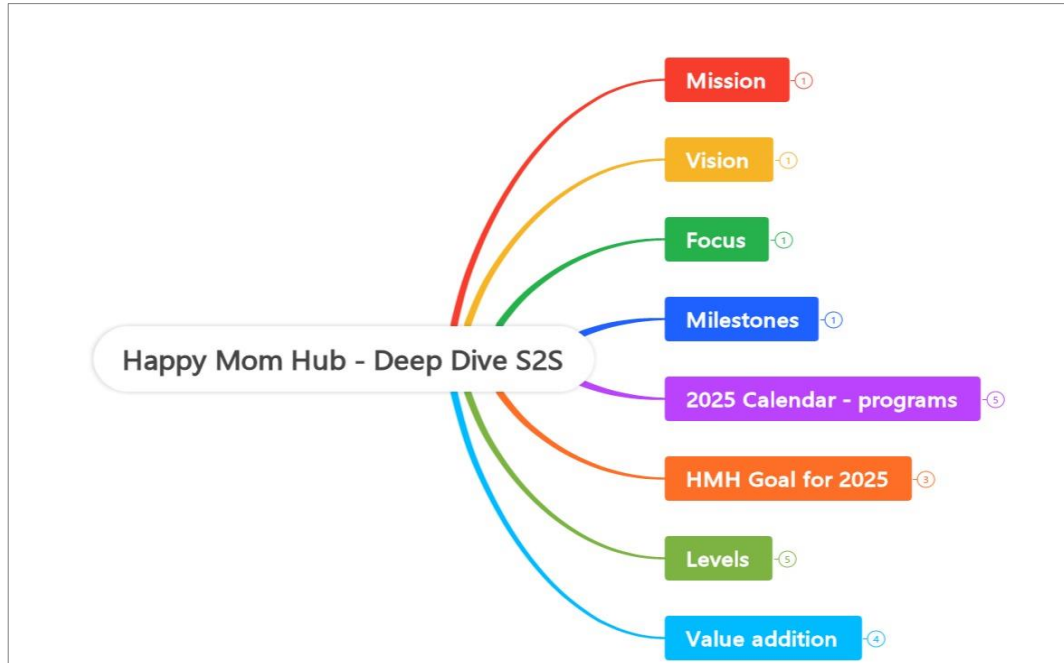 Mission 1
Vision 1
Focus 1
Milestones 1
Happy Mom Hub - Deep Dive S2S
2025 Calendar - programs 5
HMH Goal for 2025 3
Levels 5
Value addition 4